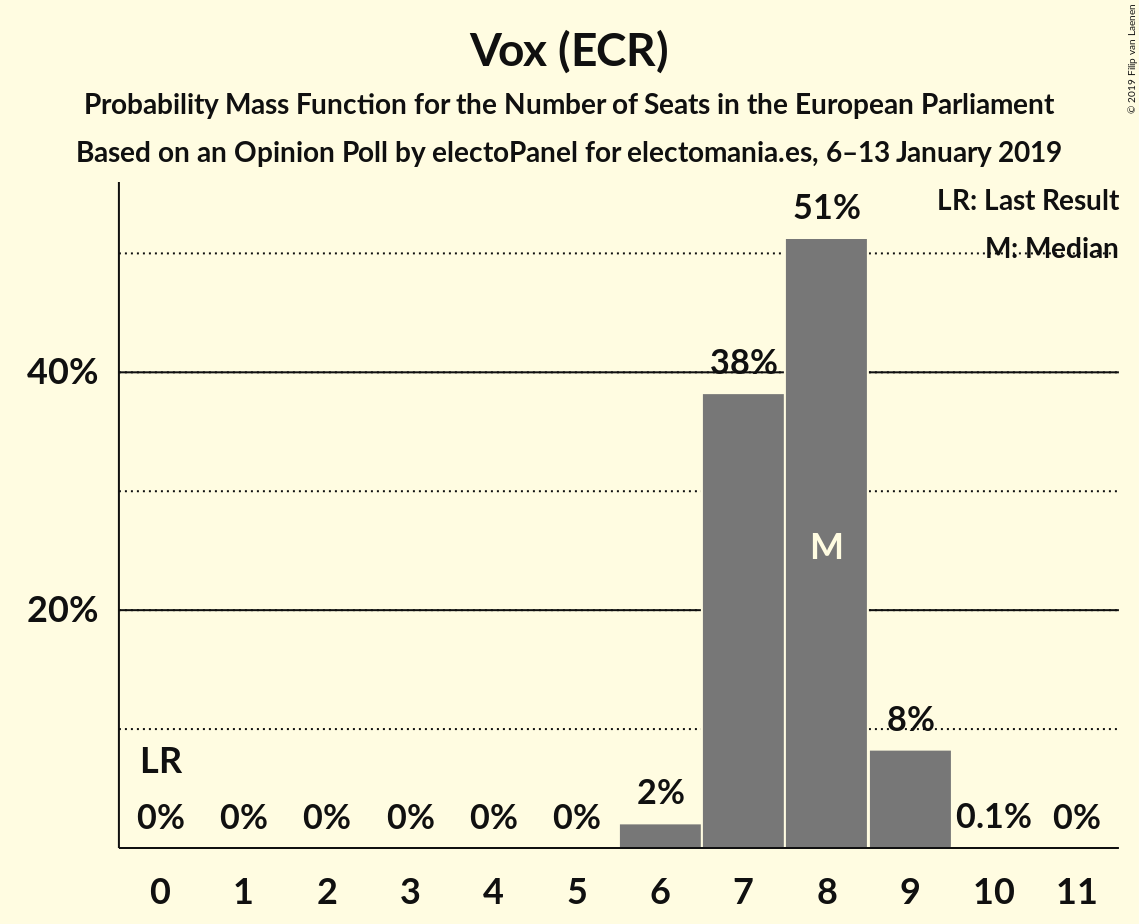 Vox (ECR)
Probability Mass Function for the Number of Seats in the European Parliament
Based on an Opinion Poll by electoPanel for electomania.es, 6–13 January 2019
© 2019 Filip van Laenen
LR: Last Result
M: Median
51%
38%
40%
M
20%
8%
LR
2%
0% 0% 0% 0% 0% 0% 0.1% 0%
0 1 2 3 4 5 6 7 8 9 10 11